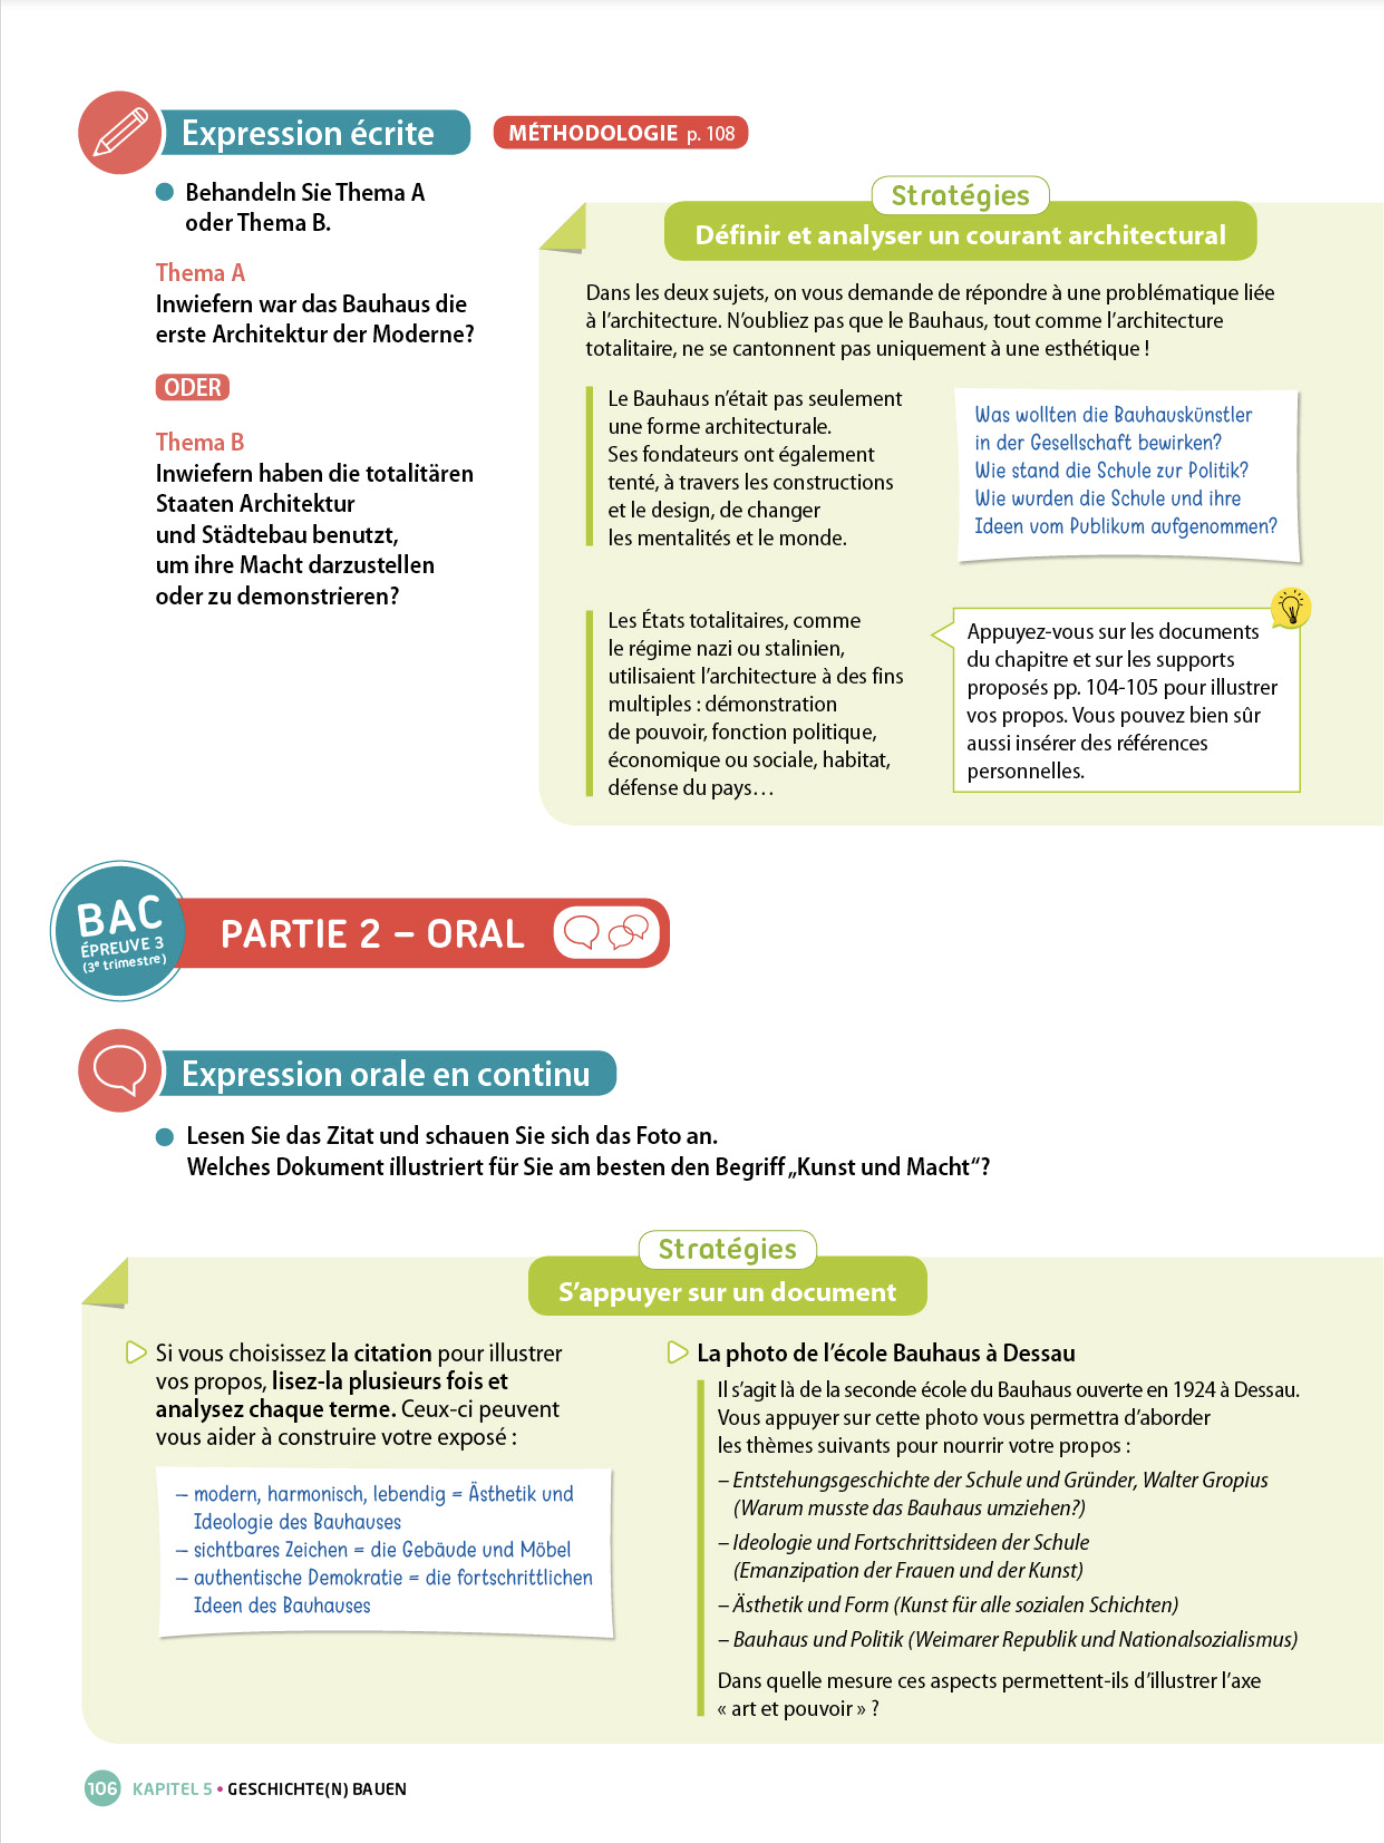 Expression écrite
MÉTHODOLOGIE p. 108
Behandeln Sie Thema A
oder Thema B.
Thema A
Inwiefern war das Bauhaus die
erste Architektur der Moderne?
ODER
Thema B
Inwiefern haben die totalitären
Staaten Architektur
und Städtebau benutzt,
um ihre Macht darzustellen
oder zu demonstrieren?
Stratégies
Définir et analyser un courant architectural
Dans les deux sujets, on vous demande de répondre à une problématique liée
à l'architecture. N'oubliez pas que le Bauhaus, tout comme l'architecture
totalitaire, ne se cantonnent pas uniquement à une esthétique !
Le Bauhaus n'était pas seulement
une forme architecturale.
Ses fondateurs ont également
tenté, à travers les constructions
et le design, de changer
les mentalités et le monde.
Was wollten die Bauhauskünstler
in der Gesellschaft bewirken?
Wie stand die Schule zur Politik?
Wie wurden die Schule und ihre
Ideen vom Publikum aufgenommen?
Les États totalitaires, comme
le régime nazi ou stalinien,
utilisaient l'architecture à des fins
multiples : démonstration
de pouvoir, fonction politique,
économique ou sociale, habitat,
défense du pays…
Appuyez-vous sur les documents
du chapitre et sur les supports
proposés pp. 104-105 pour illustrer
vos propos. Vous pouvez bien sûr
aussi insérer des références
personnelles.
BAC
ÉPREUVE 3
(3e trimestre)
PARTIE 2 – ORAL
Expression orale en continu
Lesen Sie das Zitat und schauen Sie sich das Foto an.
Welches Dokument illustriert für Sie am besten den Begriff „Kunst und Macht“?
Stratégies
S'appuyer sur un document
Si vous choisissez la citation pour illustrer
vos propos, lisez-la plusieurs fois et
analysez chaque terme. Ceux-ci peuvent
vous aider à construire votre exposé :
– modern, harmonisch, lebendig = Ästhetik und
Ideologie des Bauhauses
– sichtbares Zeichen = die Gebäude und Möbel
– authentische Demokratie = die fortschrittlichen
Ideen des Bauhauses
La photo de l'école Bauhaus à Dessau
Il s'agit là de la seconde école du Bauhaus ouverte en 1924 à Dessau.
Vous appuyer sur cette photo vous permettra d'aborder
les thèmes suivants pour nourrir votre propos :
– Entstehungsgeschichte der Schule und Gründer, Walter Gropius
(Warum musste das Bauhaus umziehen?)
– Ideologie und Fortschrittsideen der Schule
(Emanzipation der Frauen und der Kunst)
– Ästhetik und Form (Kunst für alle sozialen Schichten)
– Bauhaus und Politik (Weimarer Republik und Nationalsozialismus)
Dans quelle mesure ces aspects permettent-ils d'illustrer l'axe
« art et pouvoir » ?
106 KAPITEL 5 • GESCHICHTE(N) BAUEN